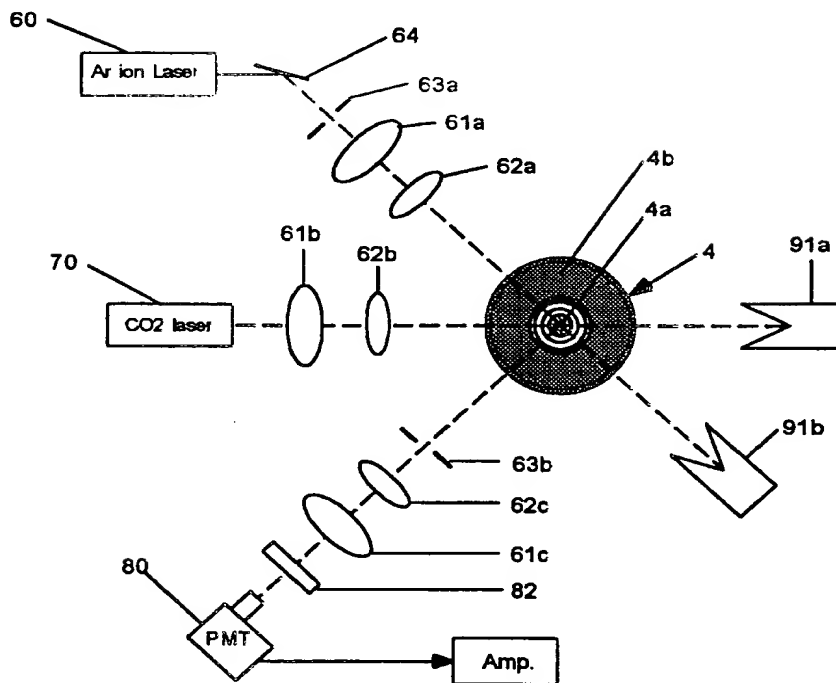 60
Ar ion Laser
64
63a
61a
62a
4b
4a
4
91a
61b
62b
70
CO2 laser
91b
63b
62c
61c
82
80
PMT
Amp.